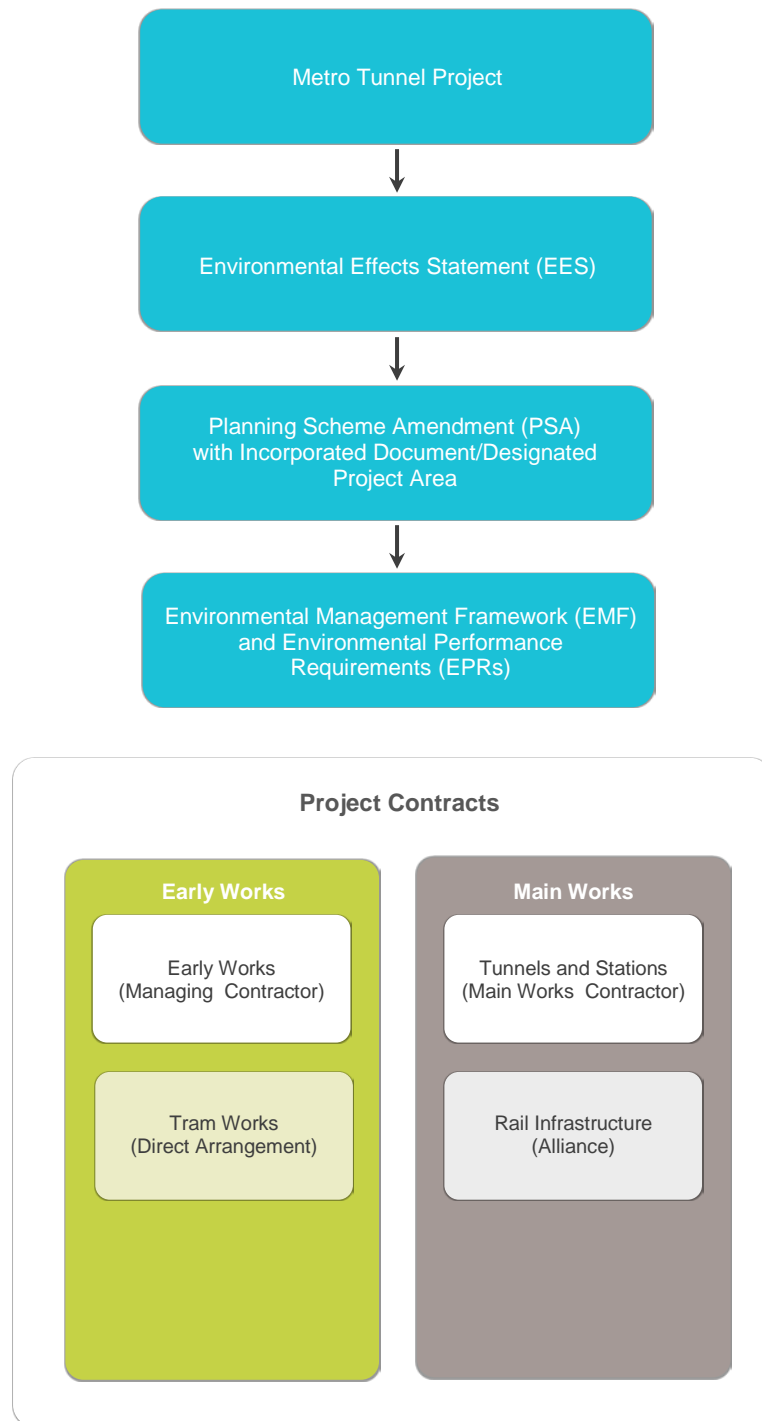 Metro Tunnel Project
Environmental Effects Statement (EES)
Planning Scheme Amendment (PSA)
with Incorporated Document/Designated
Project Area
Environmental Management Framework (EMF)
and Environmental Performance
Requirements (EPRs)
Project Contracts
Early Works
Early Works
(Managing Contractor)
Tram Works
(Direct Arrangement)
Main Works
Tunnels and Stations
(Main Works Contractor)
Rail Infrastructure
(Alliance)